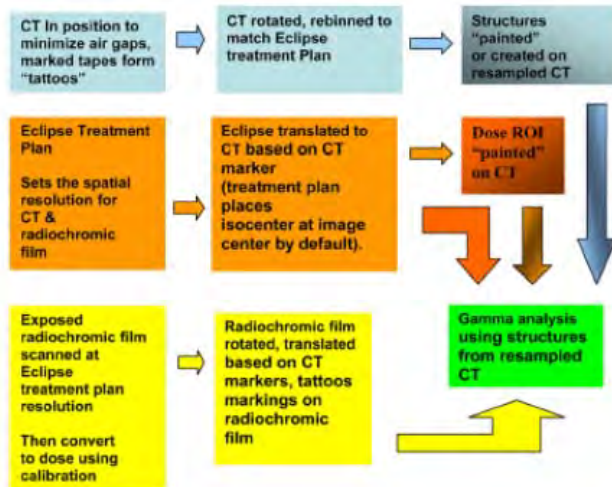 CT In position to
minimize air gaps,
marked tapes form
"tattoos"
CT rotated, rebinned to
match Eclipse
treatment Plan
Structures
"painted"
or created on
resampled CT
Eclipse Treatment
Plan
Sets the spatial
resolution for
CT &
radiochromic
film
Eclipse translated to
CT based on CT
marker
(treatment plan
places
isocenter at image
center by default).
Dose ROI
"painted"
on CT
Exposed
radiochromic film
scanned at
Eclipse
treatment plan
resolution
Then convert
to dose using
calibration
Radiochromic film
rotated, translated
based on CT
markers, tattoos
markings on
radiochromic
film
Gamma analysis
using structures
from resampled
CT